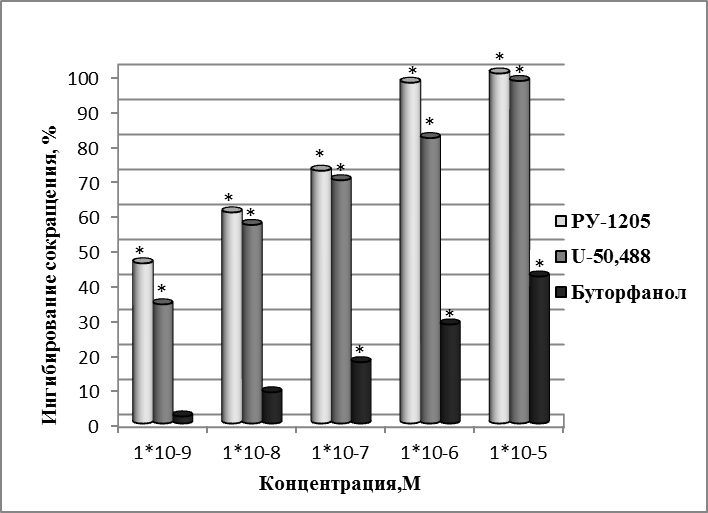 Ингибирование сокращения, %
100
90
80
70
60
50
40
30
20
10
0
* * * * * * * * * * * * *
1*10-9 1*10-8 1*10-7 1*10-6 1*10-5
Концентрация,М
РУ-1205
U-50,488
Буторфанол